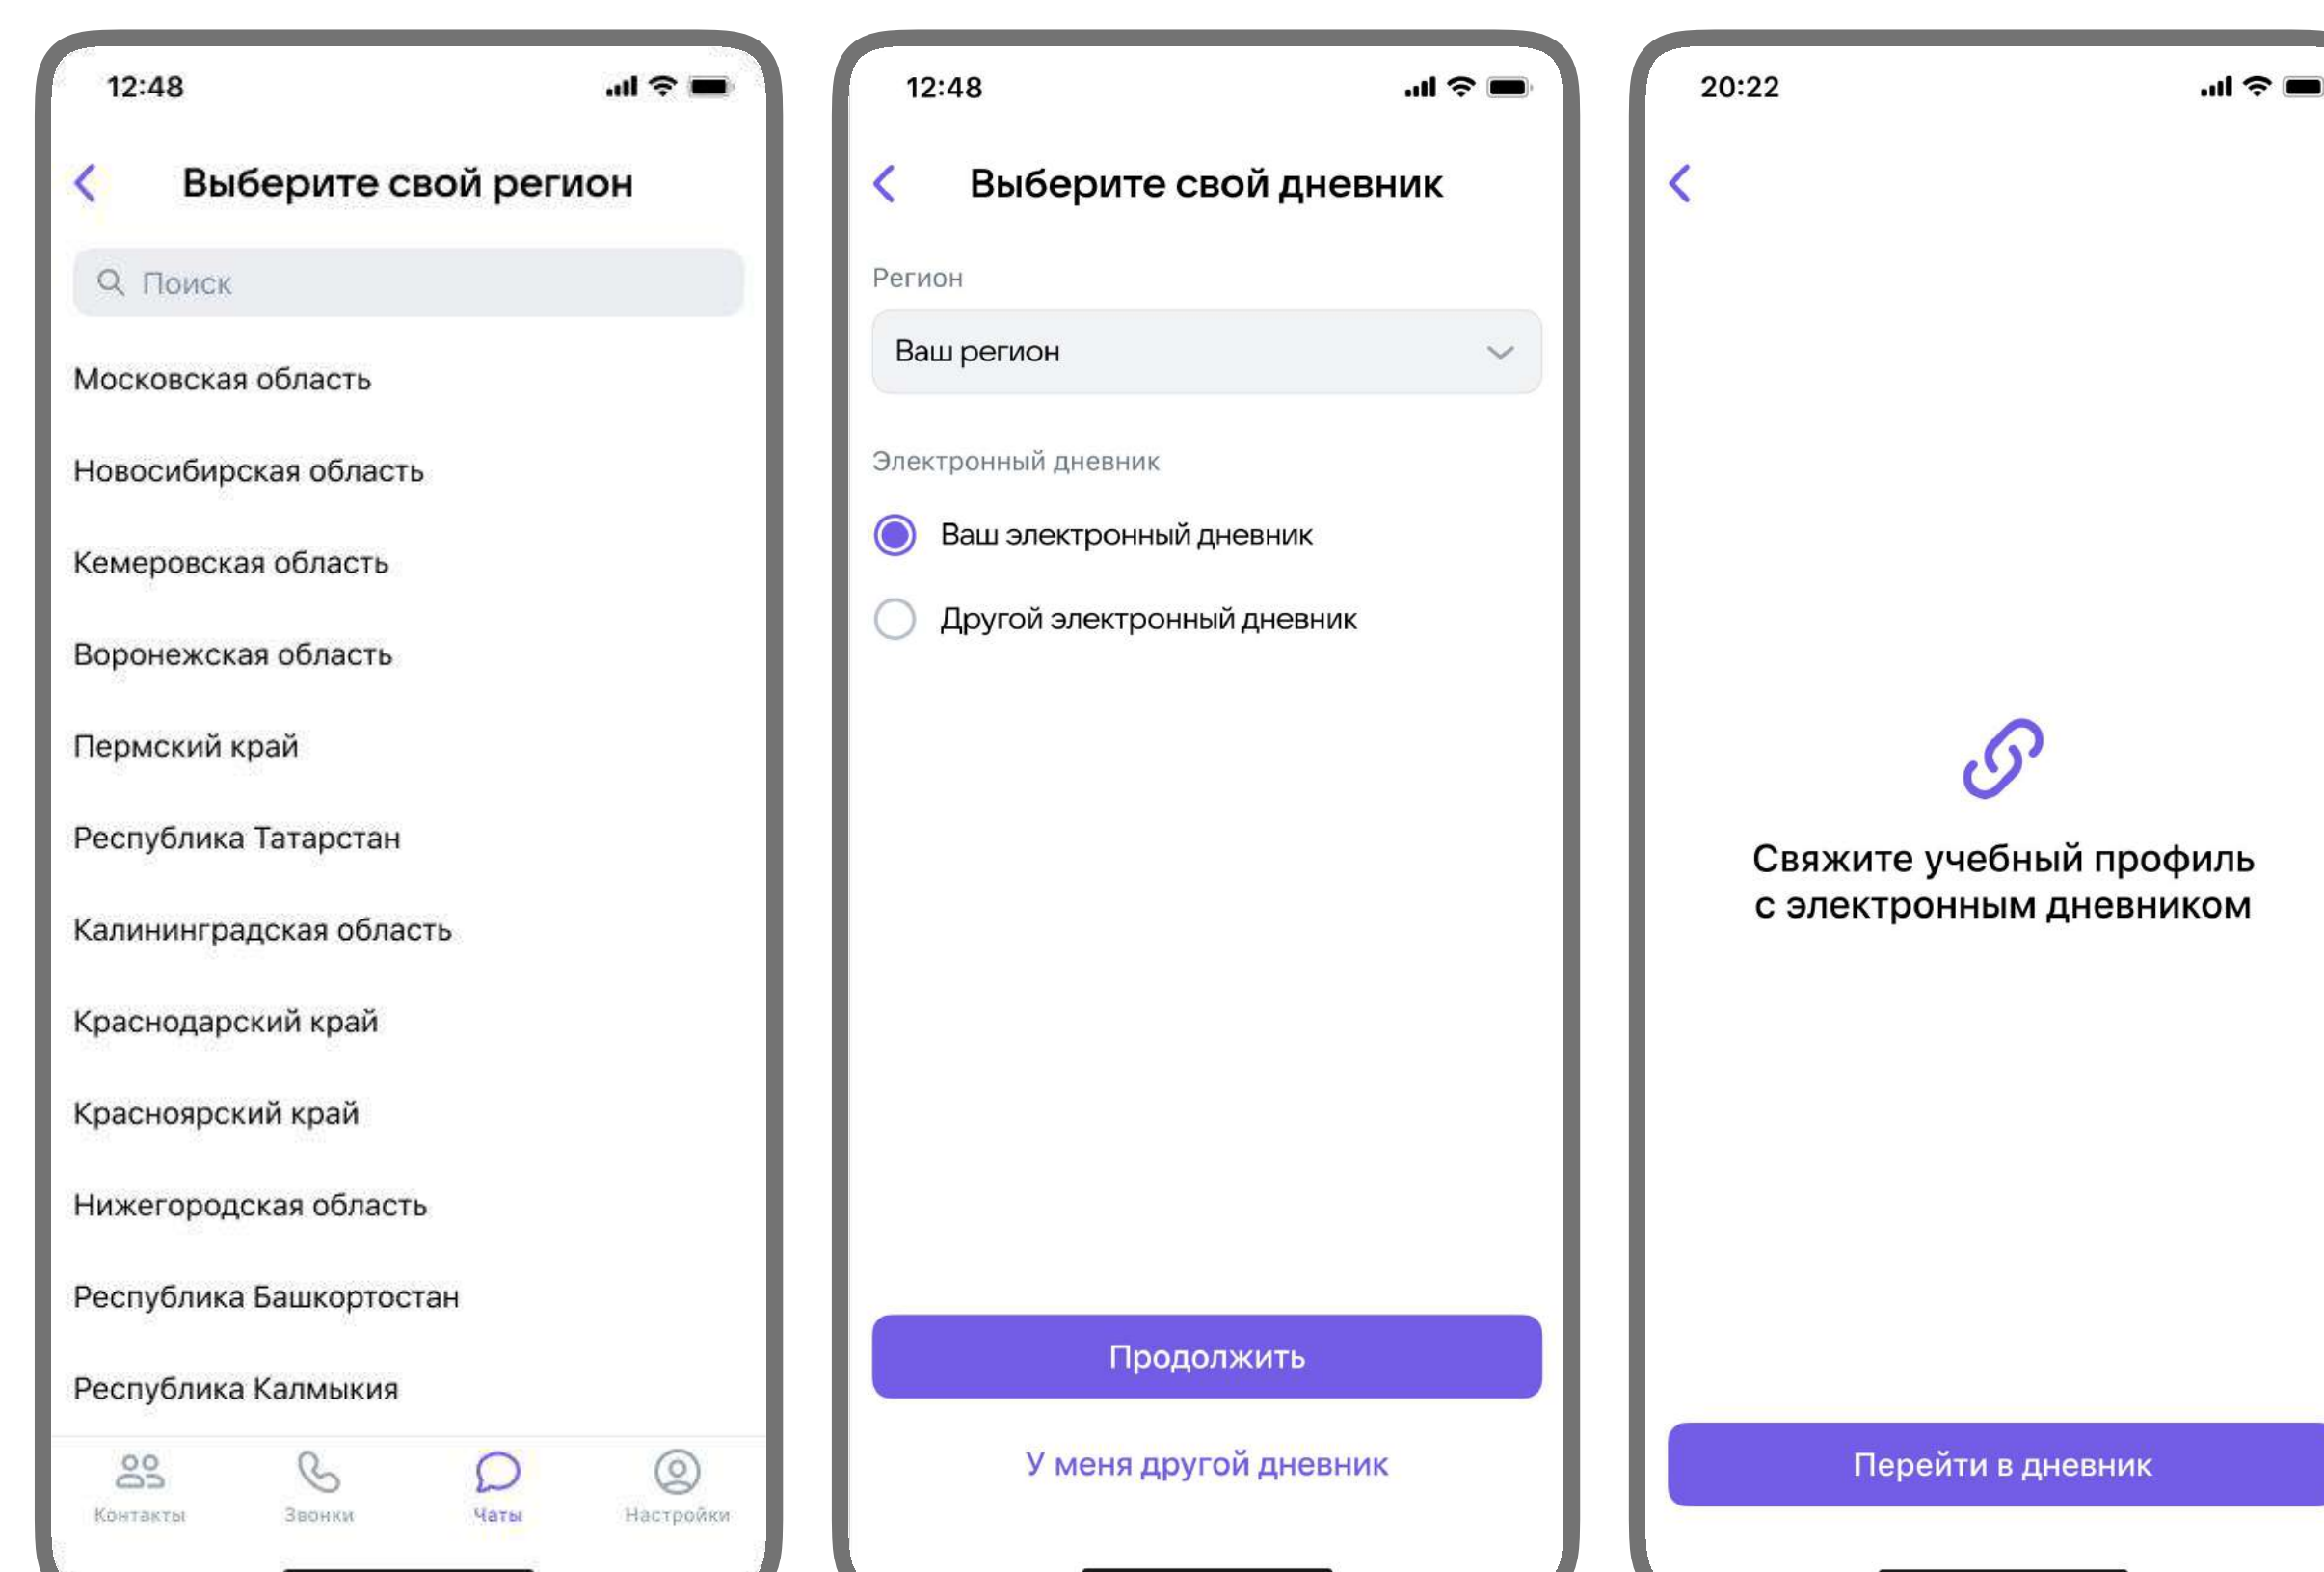 12:48
Выберите свой регион
Поиск
Московская область
Новосибирская область
Кемеровская область
Воронежская область
Пермский край
Республика Татарстан
Калининградская область
Краснодарский край
Красноярский край
Нижегородская область
Республика Башкортостан
Республика Калмыкия
Контакты
Звонки
Чаты
Настройки
12:48
Выберите свой дневник
Регион
Ваш регион
Электронный дневник
Ваш электронный дневник
Другой электронный дневник
Продолжить
У меня другой дневник
20:22
Свяжите учебный профиль
с электронным дневником
Перейти в дневник